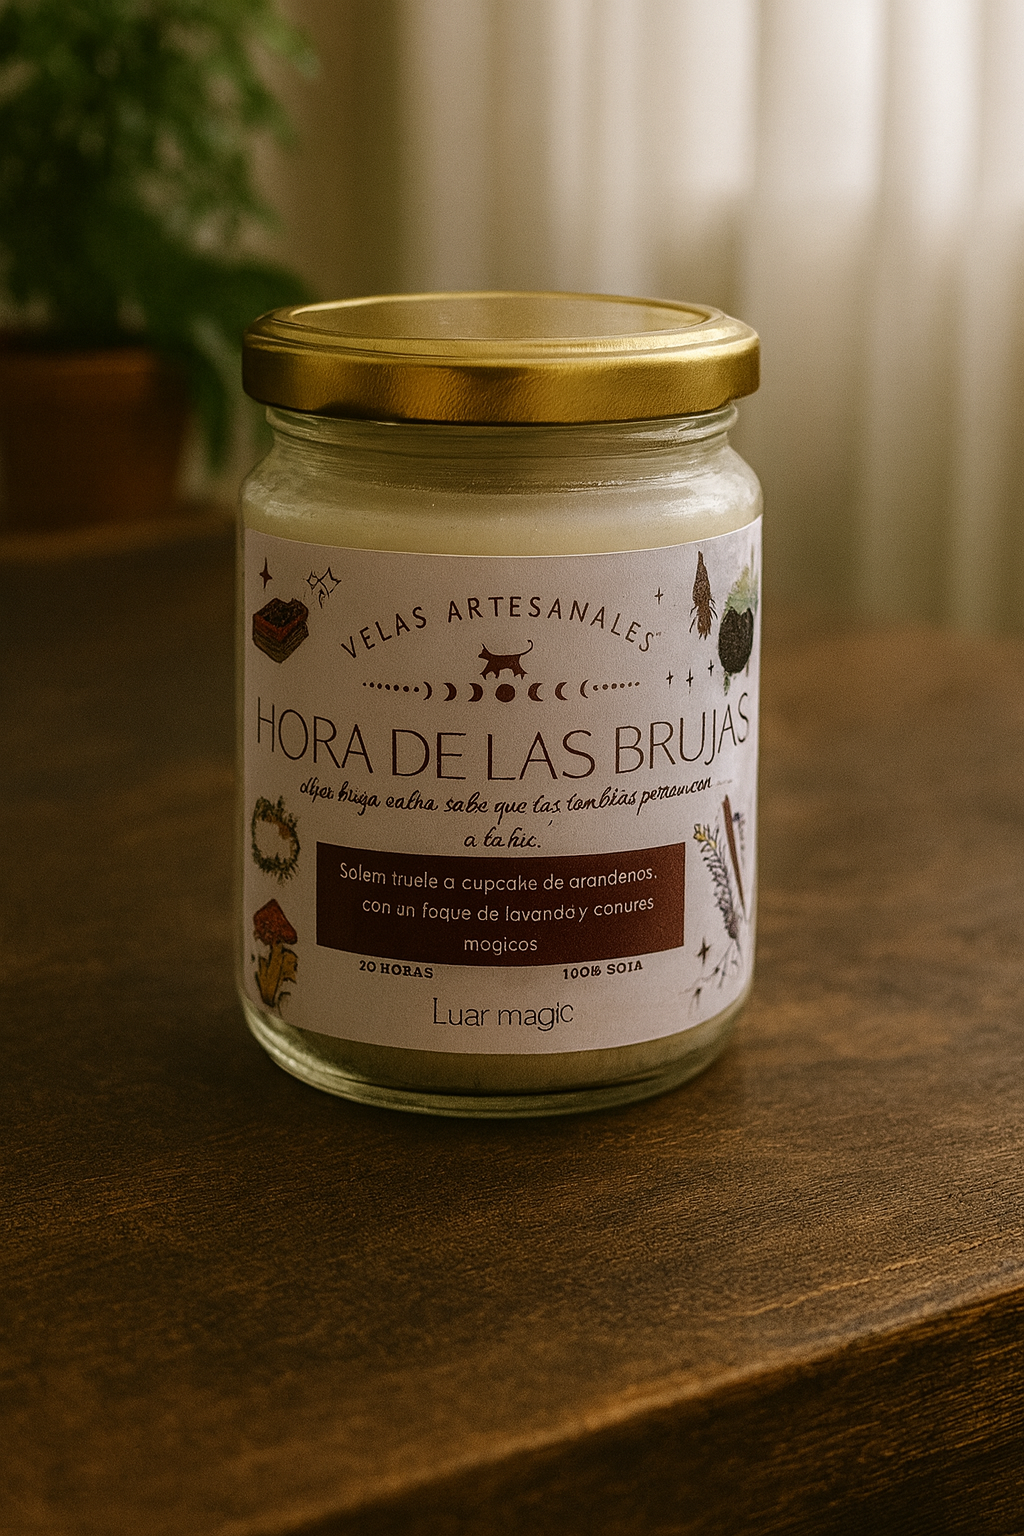 VELAS ARTESANALES
HORA DE LAS BRUJAS
sabe que las
a
Solem truele a cupcake de arandenos.
con un foque de lavanda y conures
mogicos
20 HORAS 100% SOIA
Luar magic